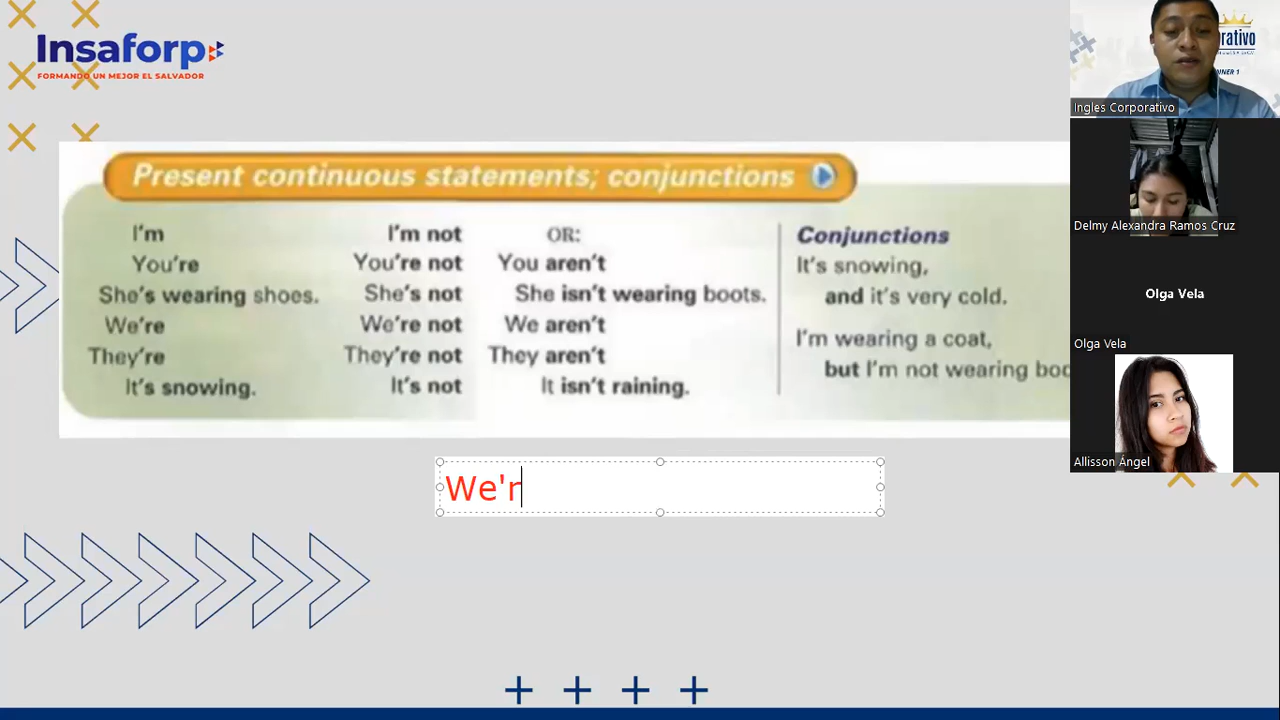 Insaforp
FORMANDO UN MEJOR EL SALVADOR
Present continuous statements; conjunctions
I'm
You're
She's wearing shoes.
We're
They're
It's snowing.
I'm not
You're not
She's not
We're not
They're not
It's not
OR:
You aren't
She isn't wearing boots.
We aren't
They aren't
It isn't raining.
Conjunctions
It's snowing,
and it's very cold.
I'm wearing a coat,
but I'm not wearing
We'r
Ingles Corporativo
Delmy Alexandra Ramos Cruz
Olga Vela
Olga Vela
Allisson Ángel